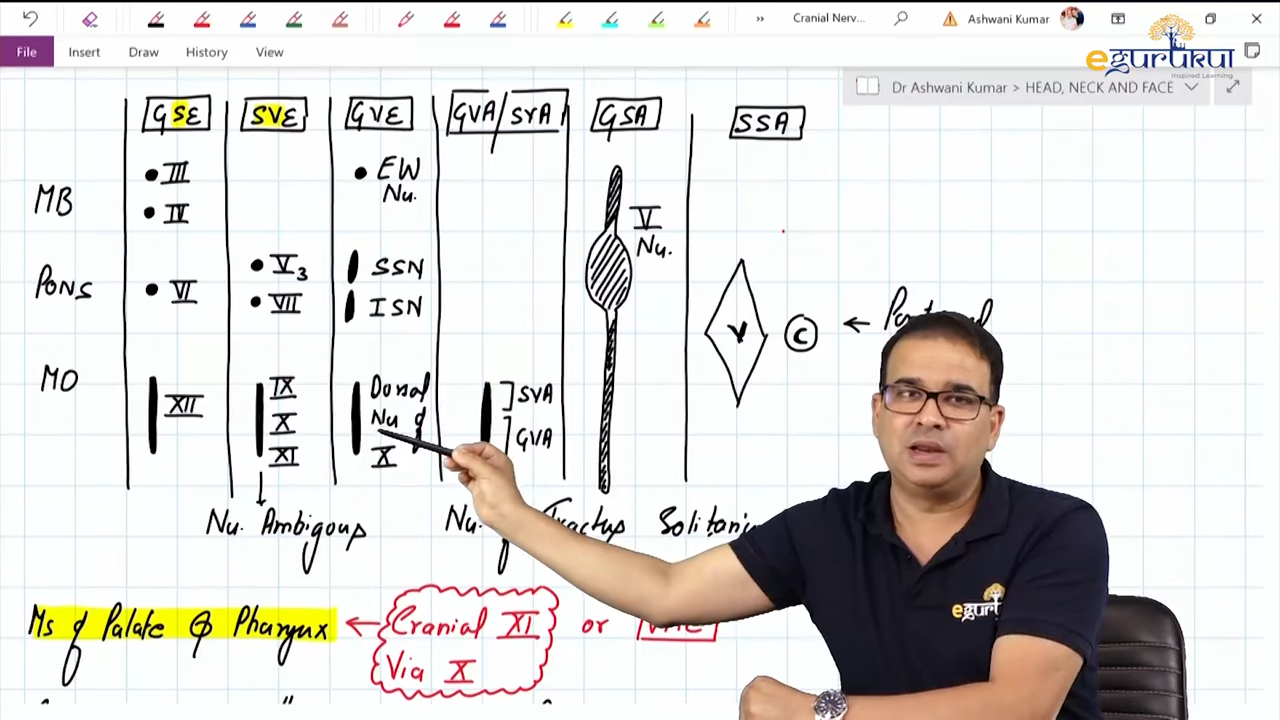 Cranial Nerv...
Ashwani Kumar
File Insert Draw History View
egurukul
Inspired Learning
Dr Ashwani Kumar > HEAD, NECK AND FACE
GSE SVE GVE GVA/SVA GSA SSA
MB III EW
Nu.
IV V
Nu.
PONS VI V3 SSN
VII ISN
V C ←
MO XII IX Dorsal SVA
X Nu of GVA
XI X
Nu. Ambigous Nu. of Tractus
Ms of Palate & Pharynx ← Cranial XI or
Via X
egurukul